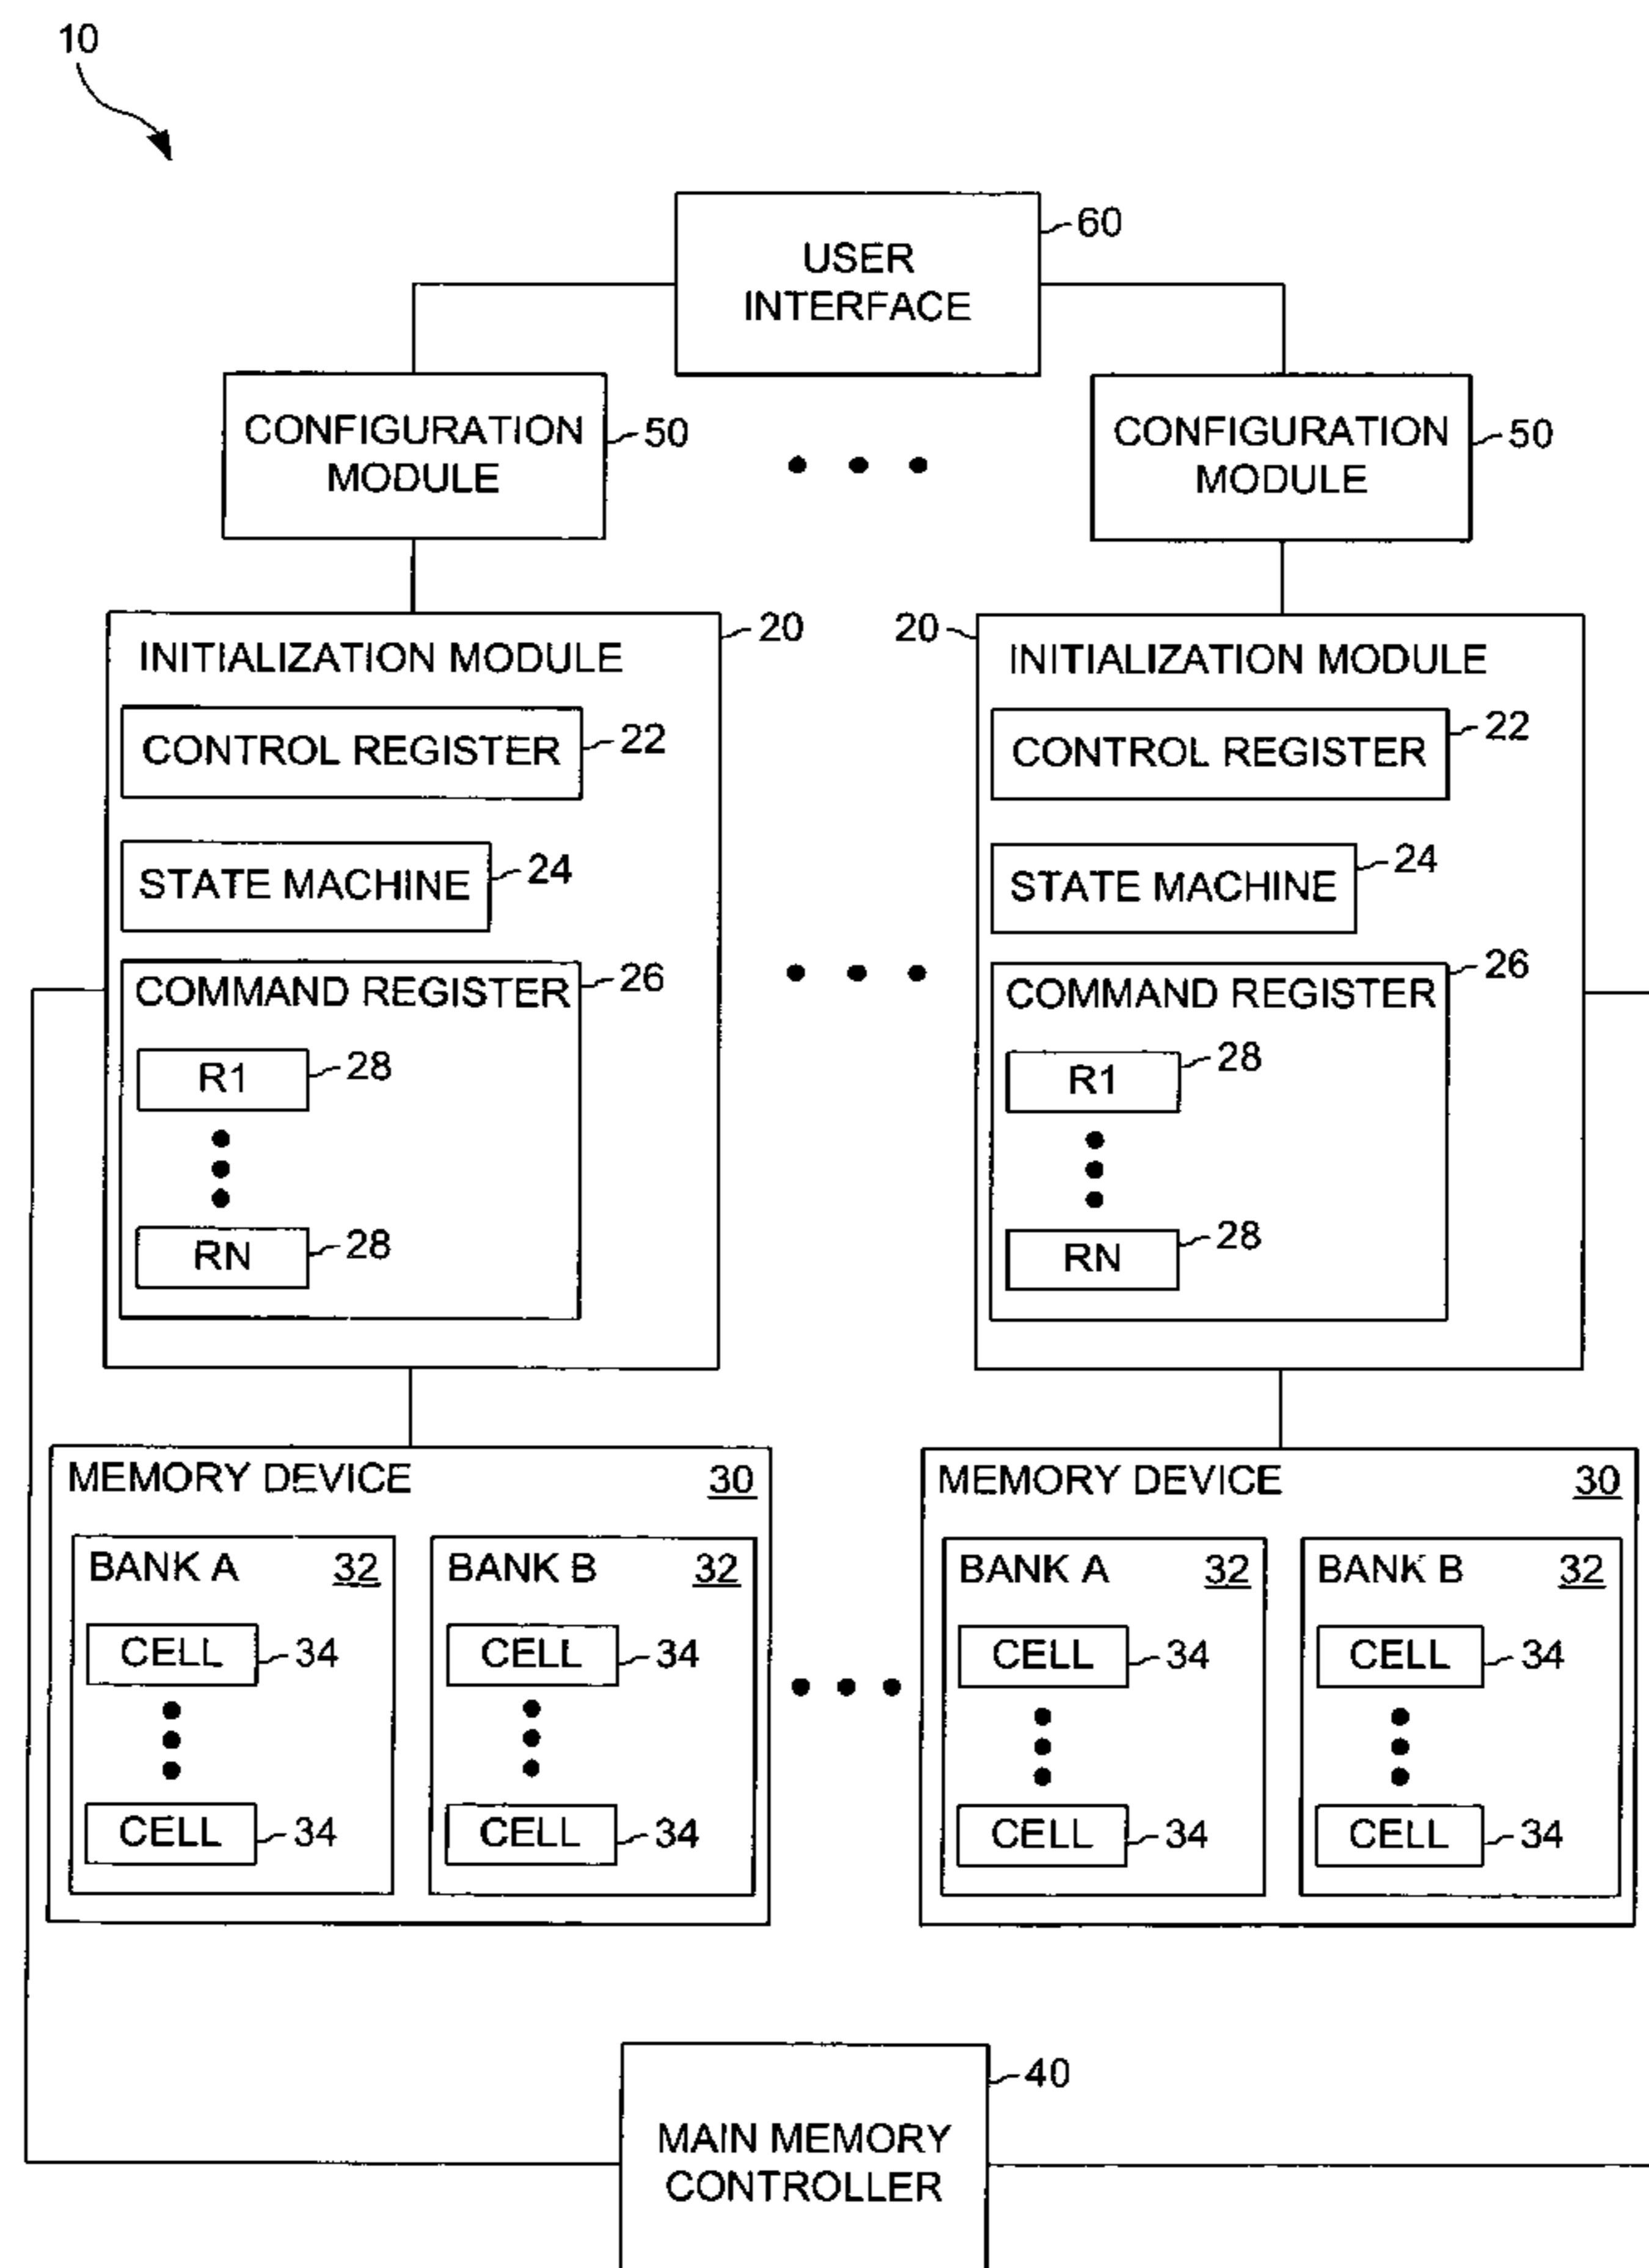 10
USER
INTERFACE
60
CONFIGURATION
MODULE
50
CONFIGURATION
MODULE
50
INITIALIZATION MODULE
20
CONTROL REGISTER
22
STATE MACHINE
24
COMMAND REGISTER
26
R1
28
RN
28
20
INITIALIZATION MODULE
CONTROL REGISTER
22
STATE MACHINE
24
COMMAND REGISTER
26
R1
28
RN
28
MEMORY DEVICE
30
BANK A
32
CELL
34
CELL
34
BANK B
32
CELL
34
CELL
34
MEMORY DEVICE
30
BANK A
32
CELL
34
CELL
34
BANK B
32
CELL
34
CELL
34
MAIN MEMORY
CONTROLLER
40